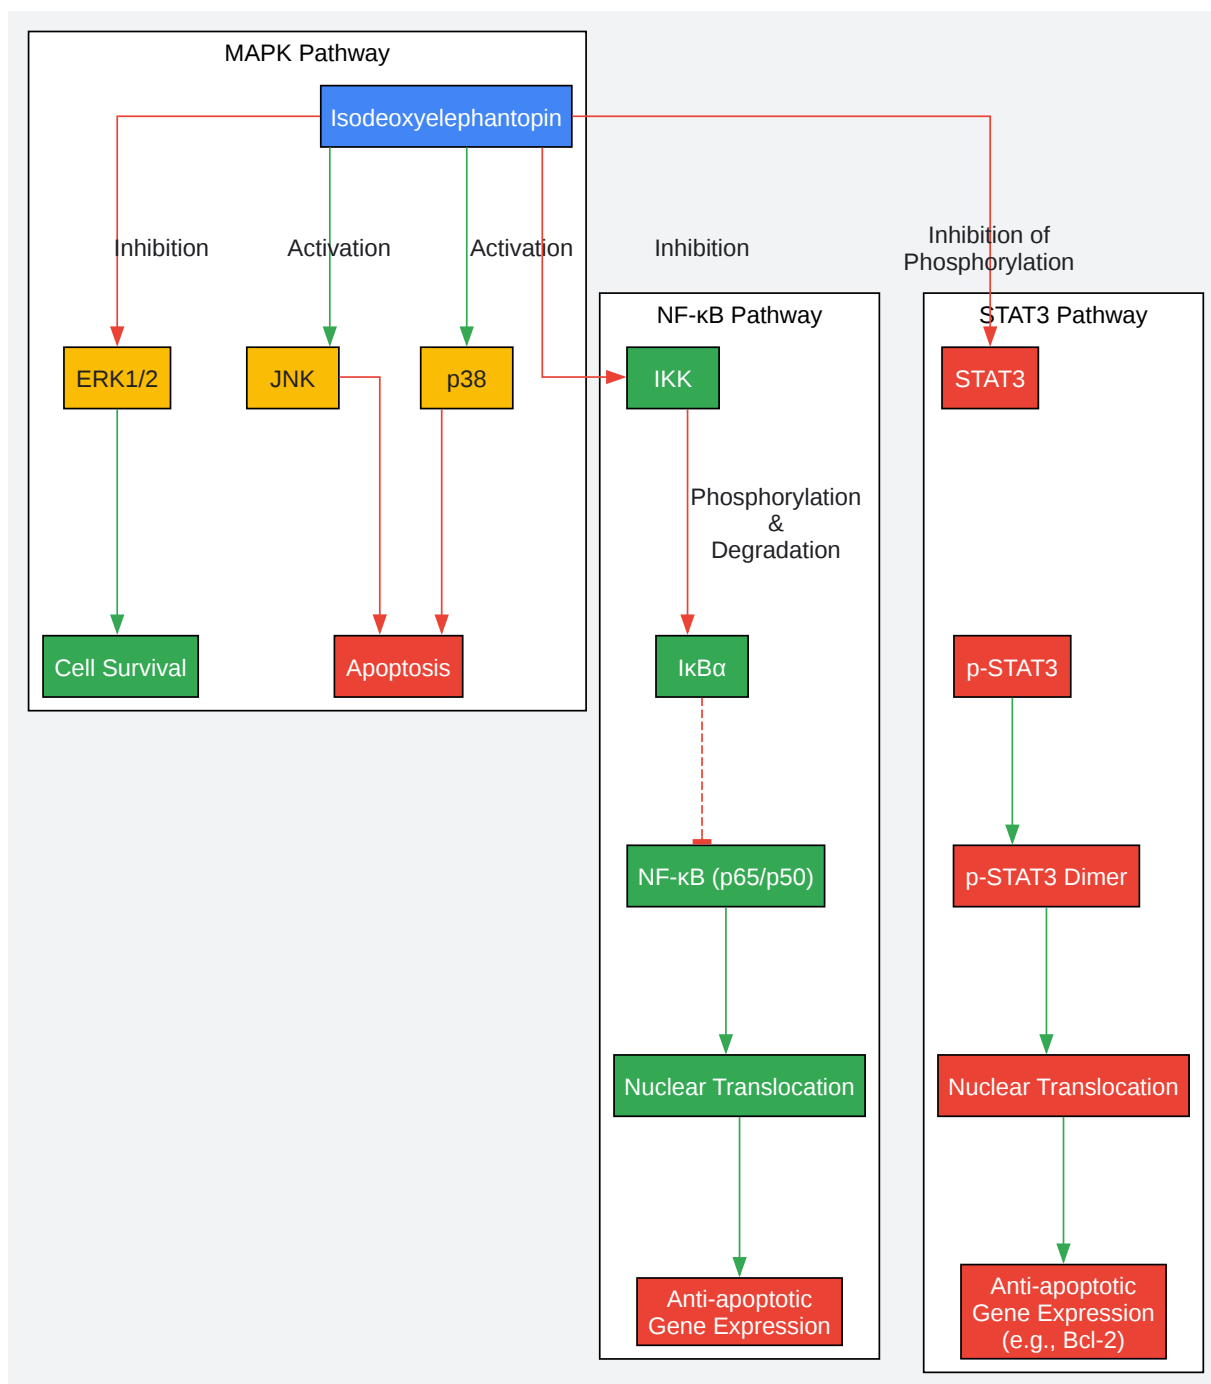 MAPK Pathway
Isodeoxyelephantopin
Inhibition
Activation
Activation
Inhibition
Inhibition of
Phosphorylation
NF-κB Pathway
STAT3 Pathway
ERK1/2
JNK
p38
IKK
STAT3
Phosphorylation
&
Degradation
Cell Survival
Apoptosis
IκBα
p-STAT3
NF-κB (p65/p50)
p-STAT3 Dimer
Nuclear Translocation
Nuclear Translocation
Anti-apoptotic
Gene Expression
Anti-apoptotic
Gene Expression
(e.g., Bcl-2)